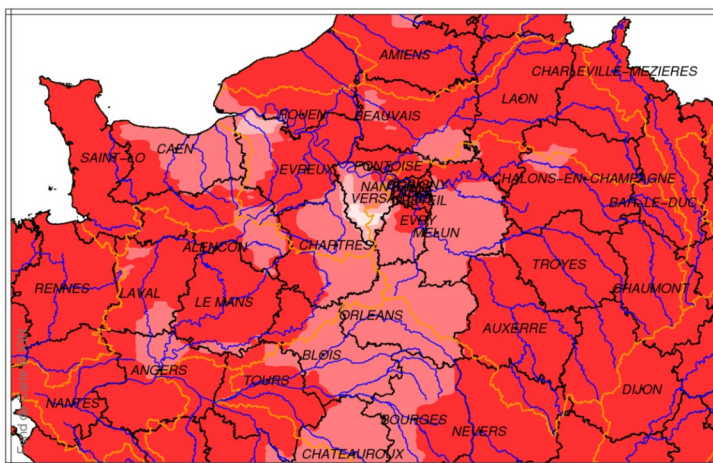 AMIENS
CHARLEVILLE-MEZIERES
ROUEN
BEAUVAIS
LAON
CAEN
SAINT-LO
EVREUX
PONTOISE
CHALONS-EN-CHAMPAGNE
BAR-LE-DUC
EVRY
MELUN
ALENCON
CHARTRES
RENNES
LAVAL
LE MANS
TROYES
CHAUMONT
ORLEANS
AUXERRE
BLOIS
ANGERS
TOURS
DIJON
NANTES
BOURGES
NEVERS
CHATEAUROUX